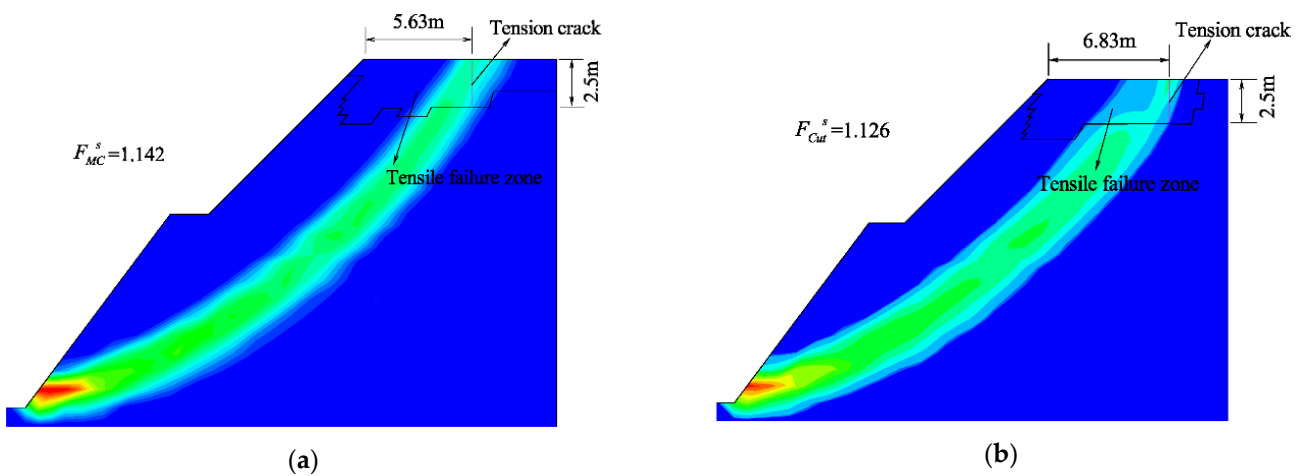 5.63m
Tension crack
2.5m
F_MC^s=1.142
Tensile failure zone
(a)
6.83m
Tension crack
2.5m
F_Cut^s=1.126
Tensile failure zone
(b)